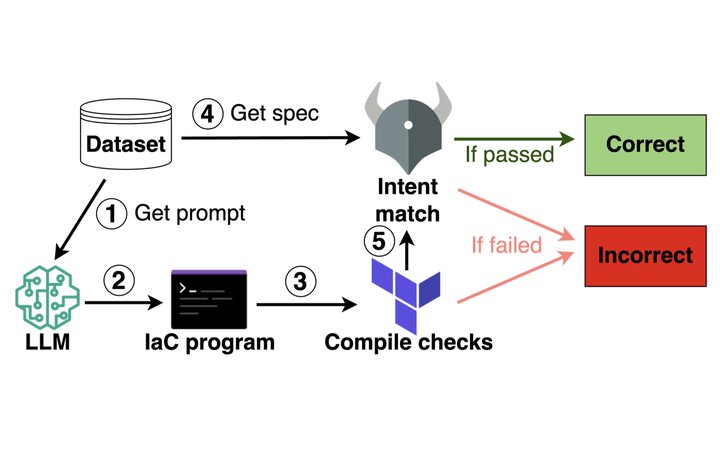 Dataset
4 Get spec
Intent
match
If passed
Correct
1 Get prompt
5
If failed
Incorrect
2
3
LLM
IaC program
Compile checks